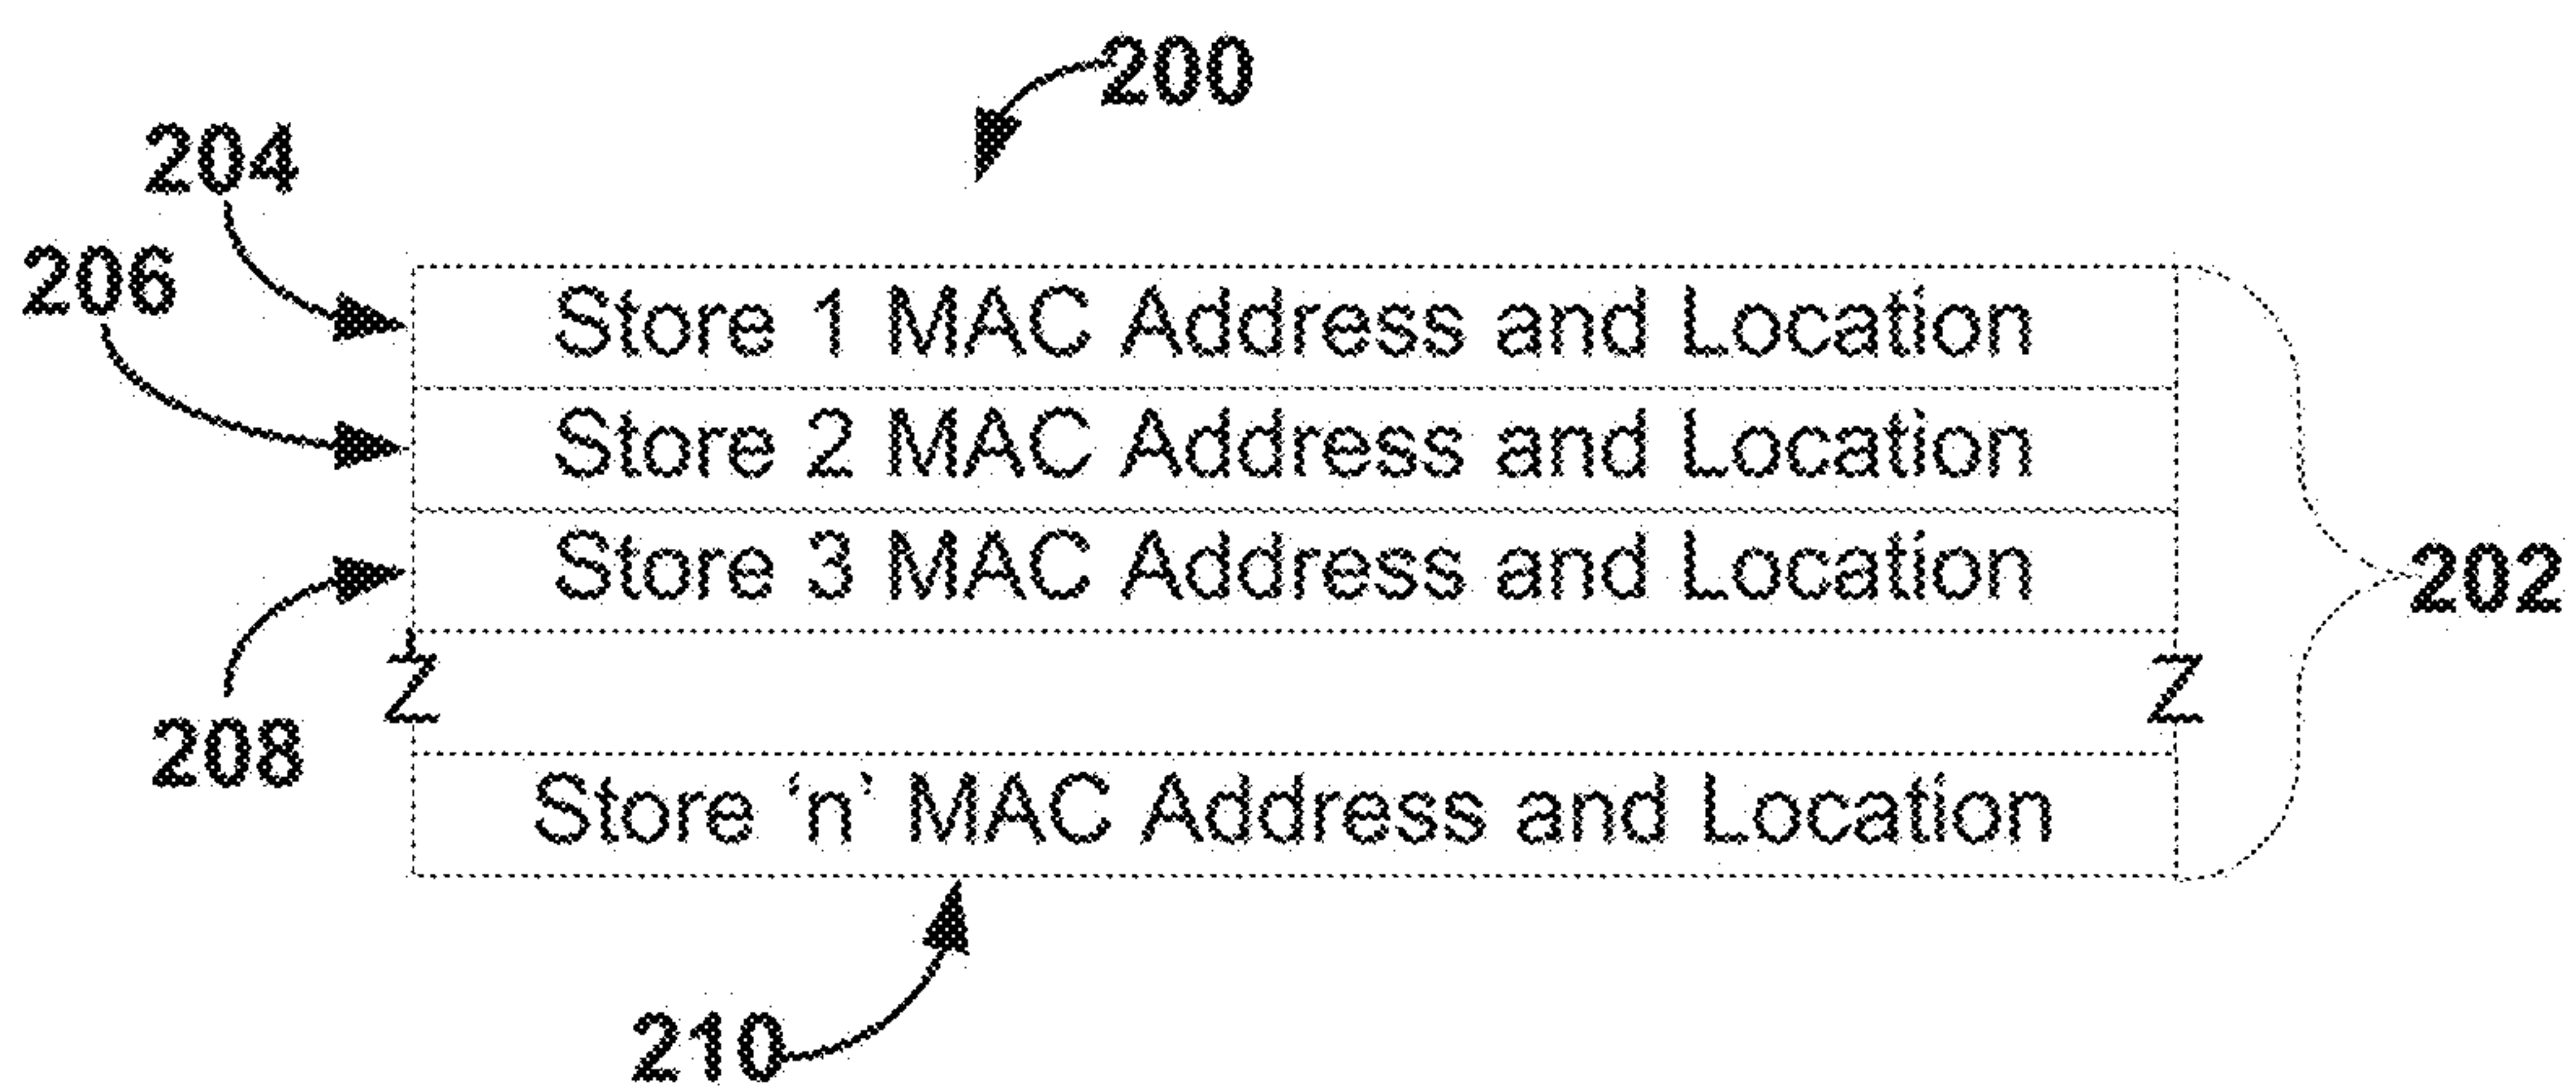 200
204
206
Store 1 MAC Address and Location
Store 2 MAC Address and Location
Store 3 MAC Address and Location
202
208
Store ‘n’ MAC Address and Location
210